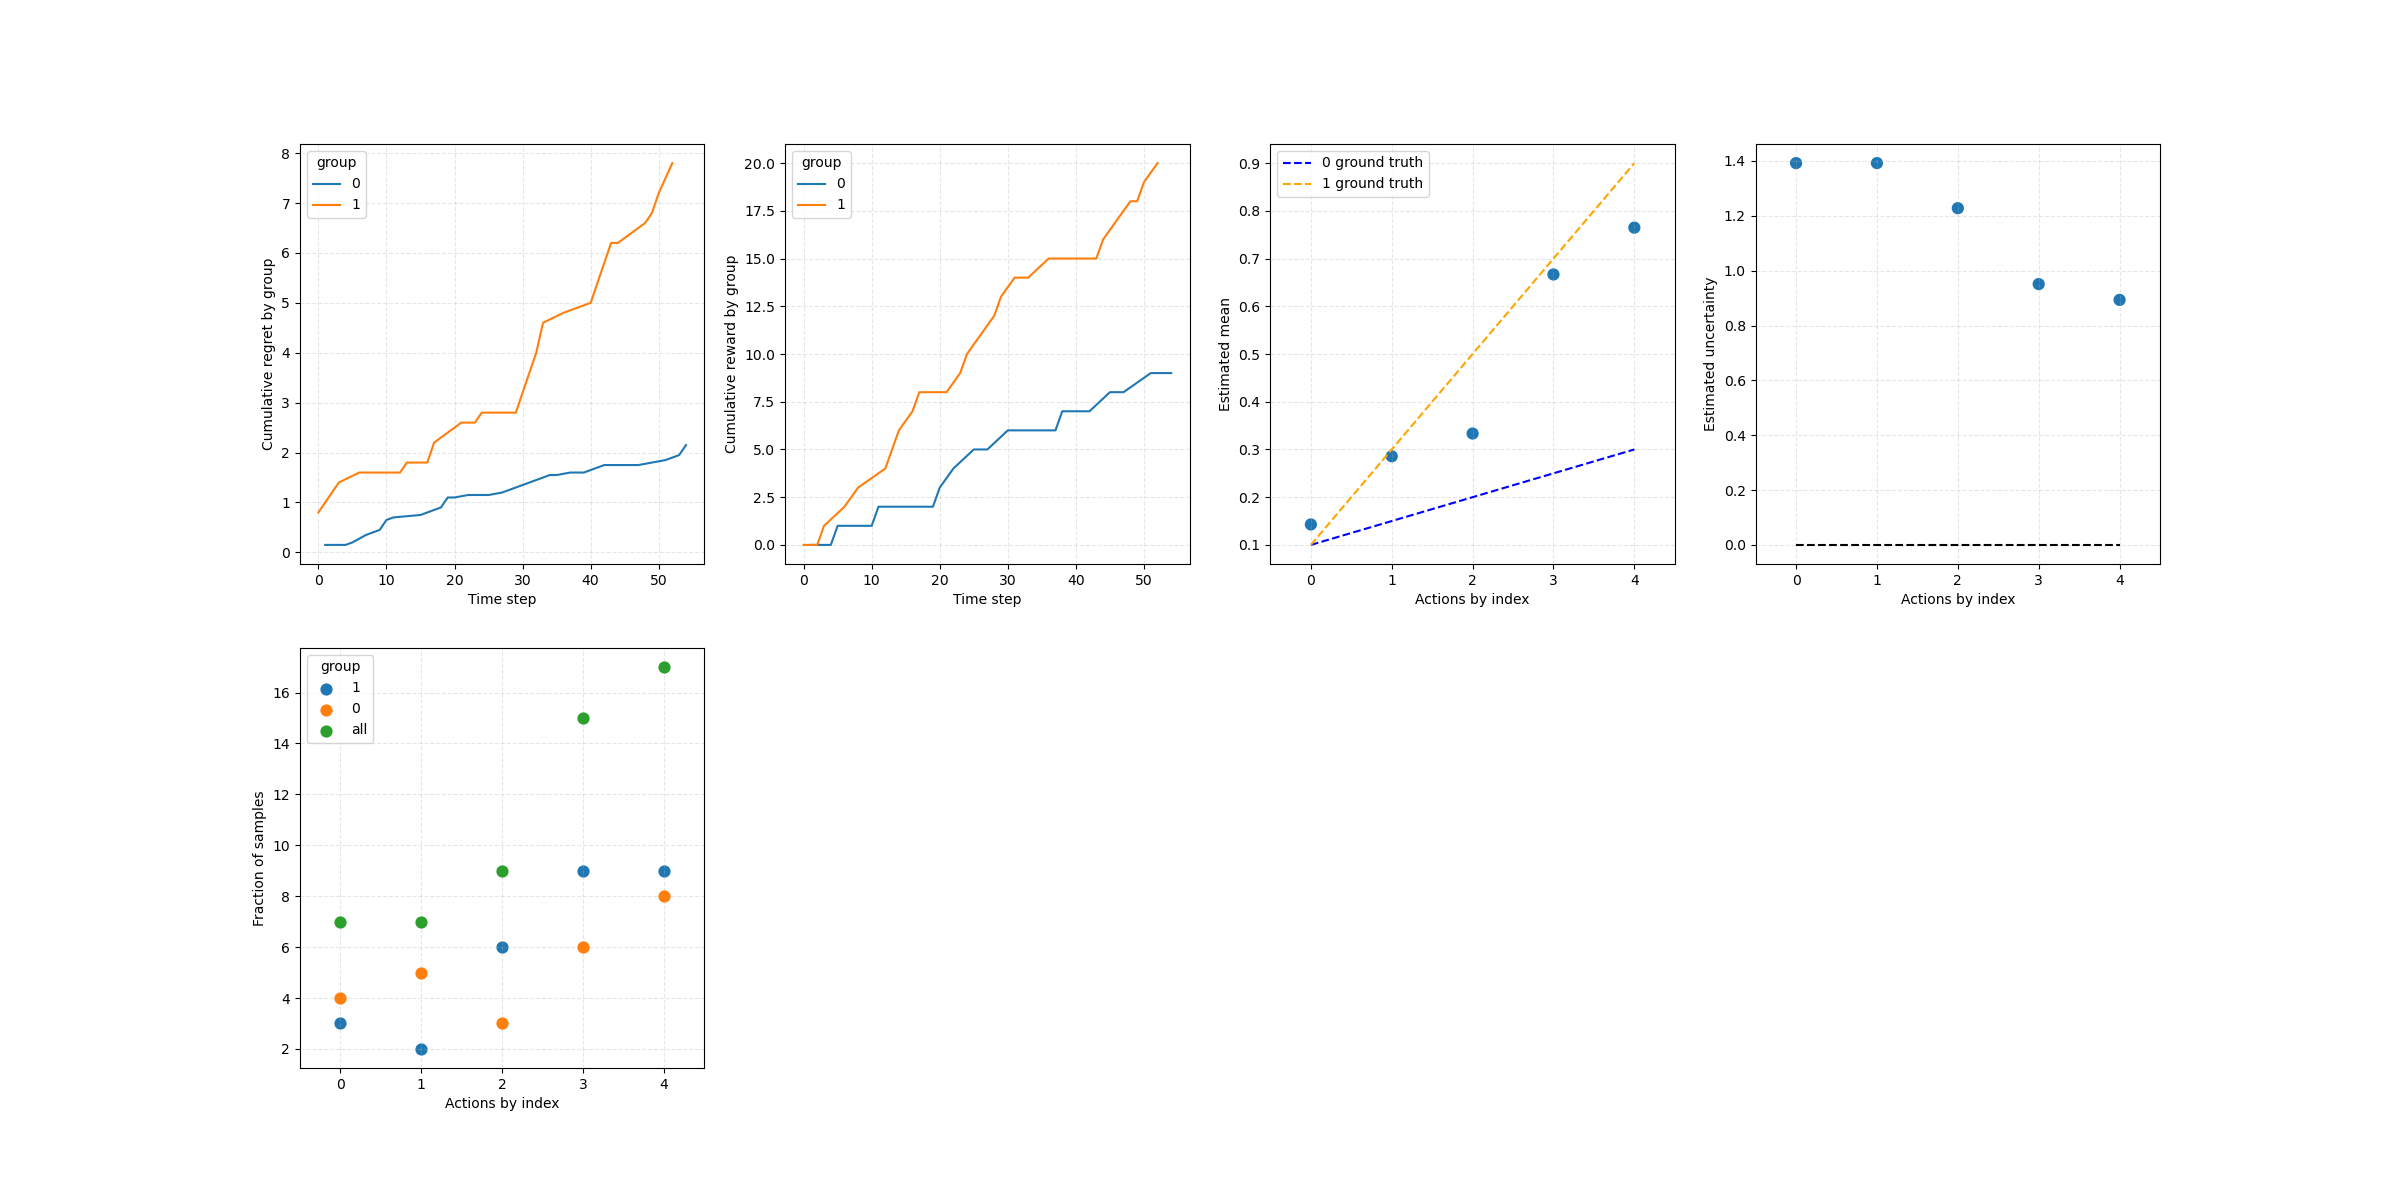 group
0
1
Cumulative regret by group
8
7
6
5
4
3
2
1
0
0 10 20 30 40 50
Time step
group
0
1
Cumulative reward by group
20.0
17.5
15.0
12.5
10.0
7.5
5.0
2.5
0.0
0 10 20 30 40 50
Time step
0 ground truth
1 ground truth
Estimated mean
0.9
0.8
0.7
0.6
0.5
0.4
0.3
0.2
0.1
0 1 2 3 4
Actions by index
Estimated uncertainty
1.4
1.2
1.0
0.8
0.6
0.4
0.2
0.0
0 1 2 3 4
Actions by index
group
1
0
all
Fraction of samples
16
14
12
10
8
6
4
2
0 1 2 3 4
Actions by index